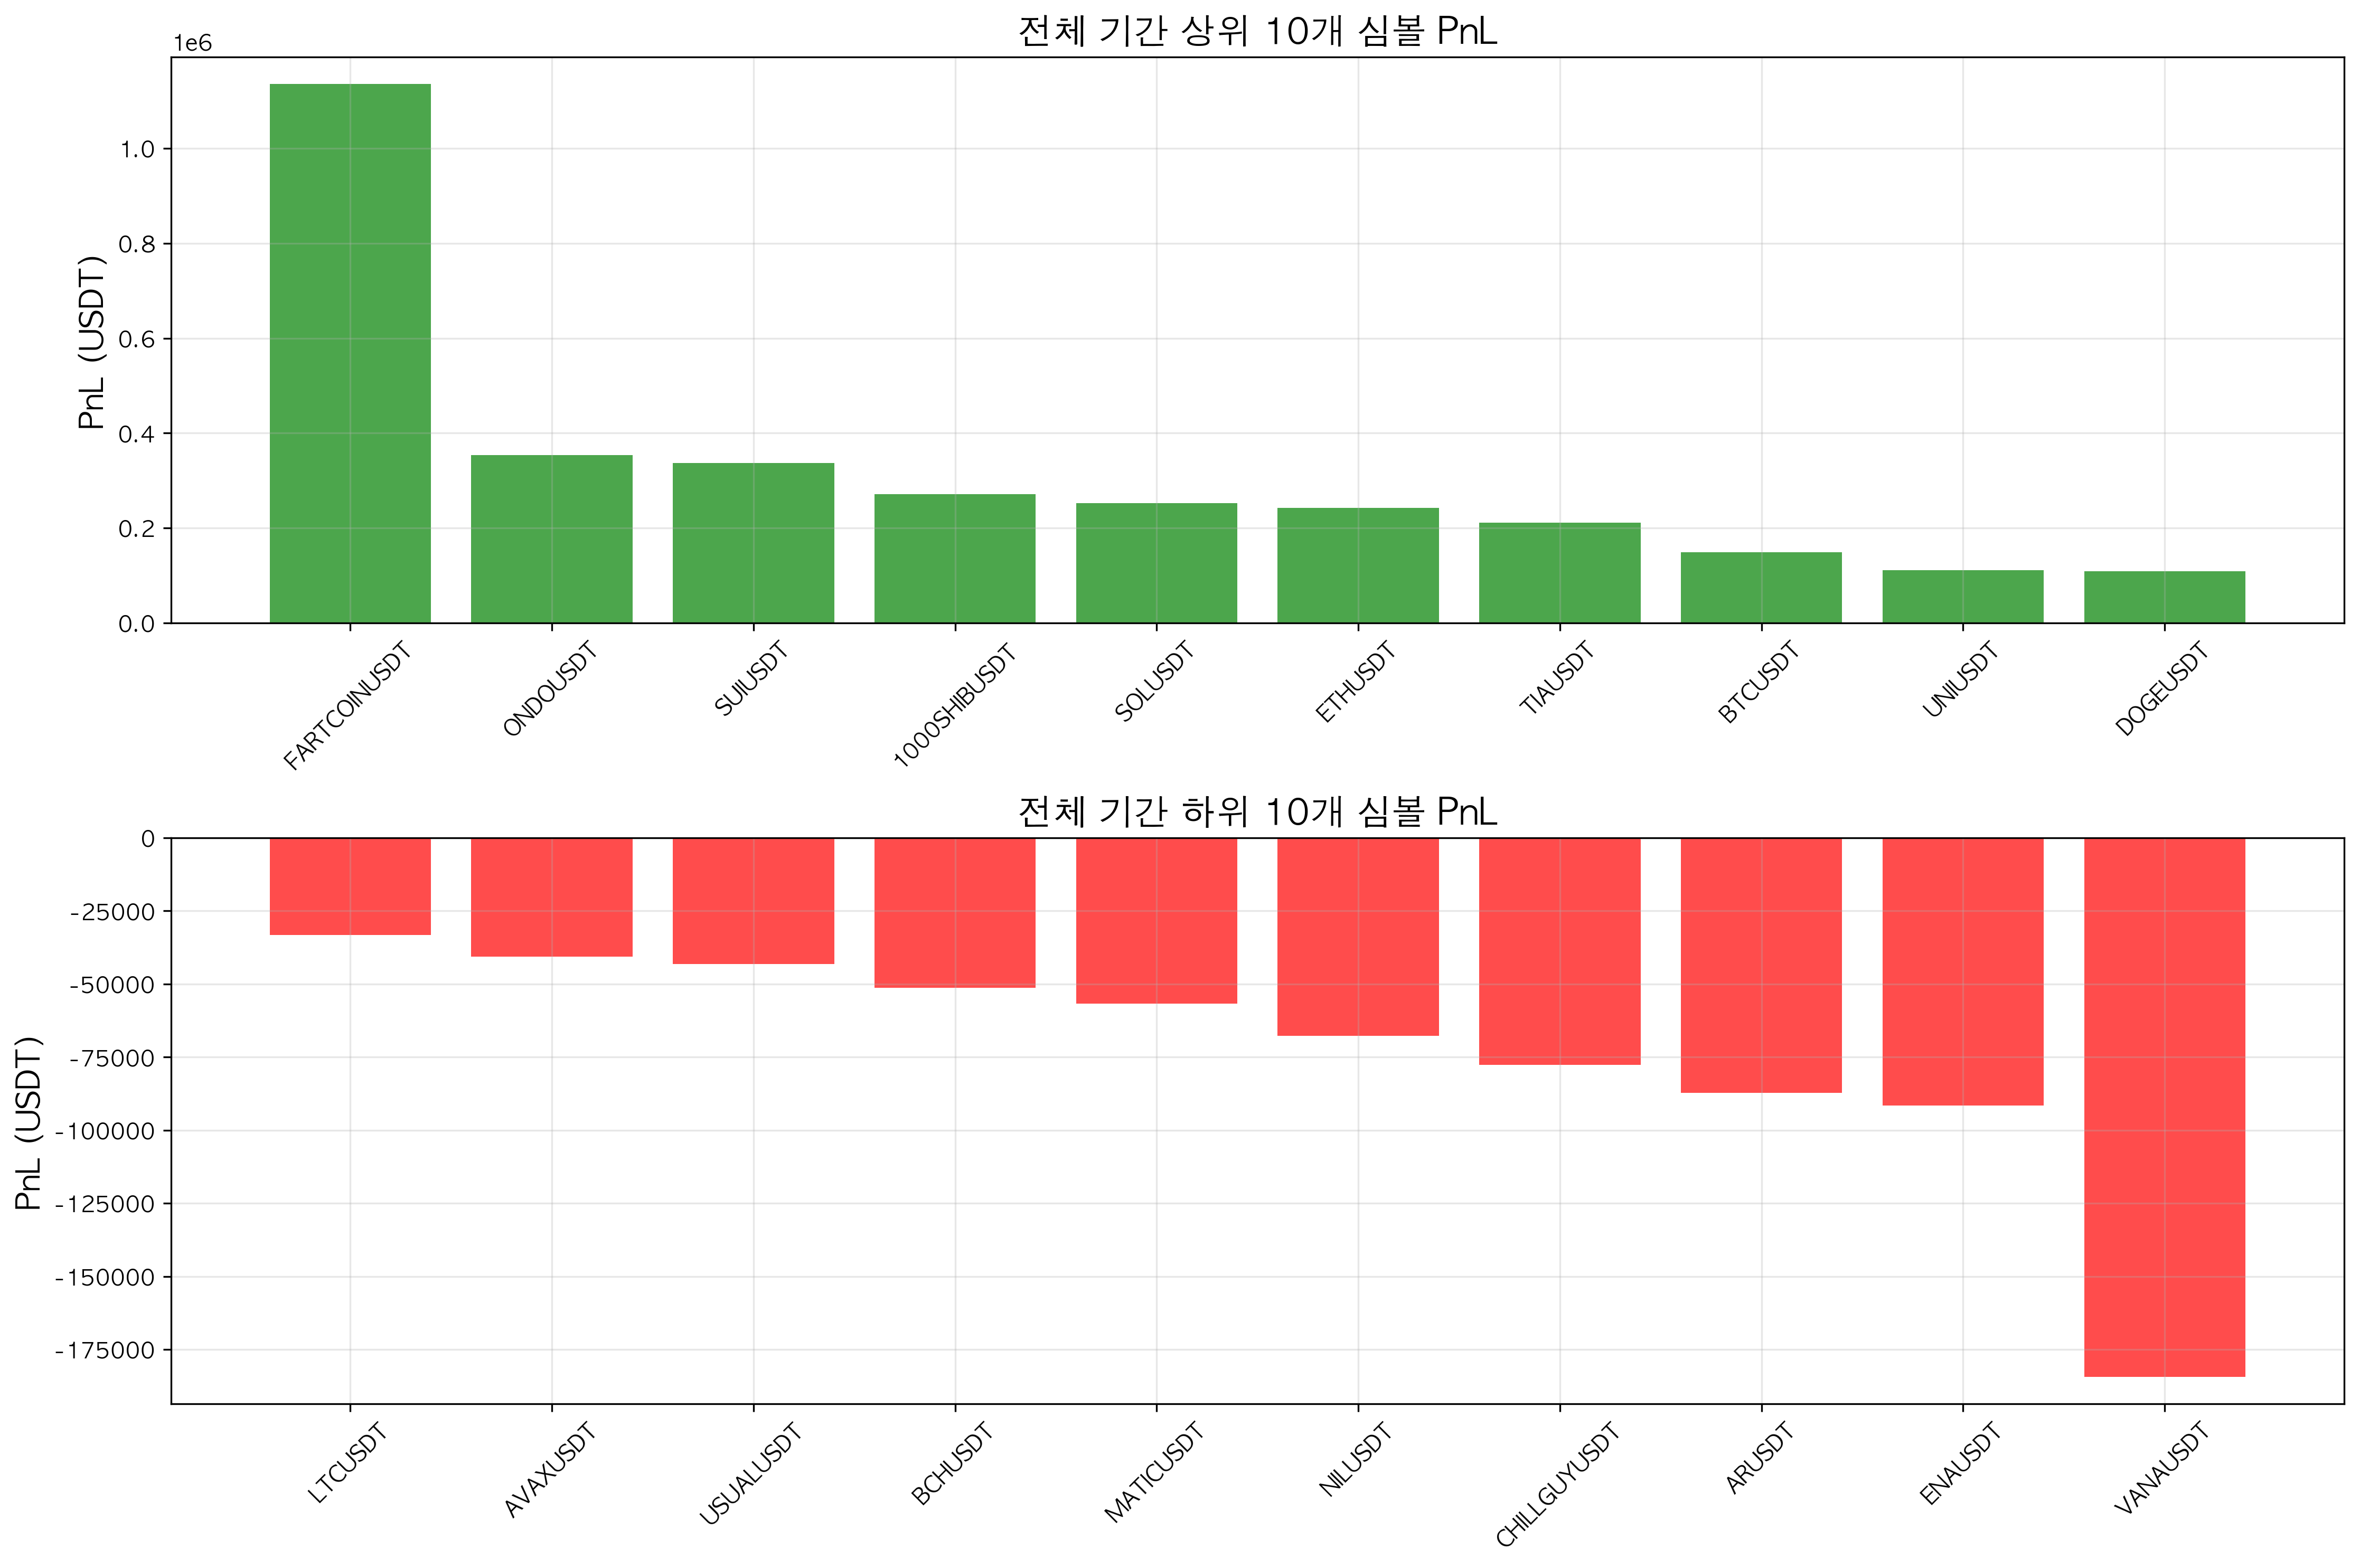 전체 기간 상위 10개 심볼 PnL
1e6
PnL (USDT)
1.0
0.8
0.6
0.4
0.2
0.0
FARTCOINUSDT
ONDOUSDT
SUIUSDT
1000SHIBUSDT
SOLUSDT
ETHUSDT
TIAUSDT
BTCUSDT
UNIUSDT
DOGEUSDT
전체 기간 하위 10개 심볼 PnL
PnL (USDT)
0
-25000
-50000
-75000
-100000
-125000
-150000
-175000
LTCUSDT
AVAXUSDT
USUALUSDT
BCHUSDT
MATICUSDT
NILUSDT
CHILLGUYUSDT
ARUSDT
ENAUSDT
VANAUSDT